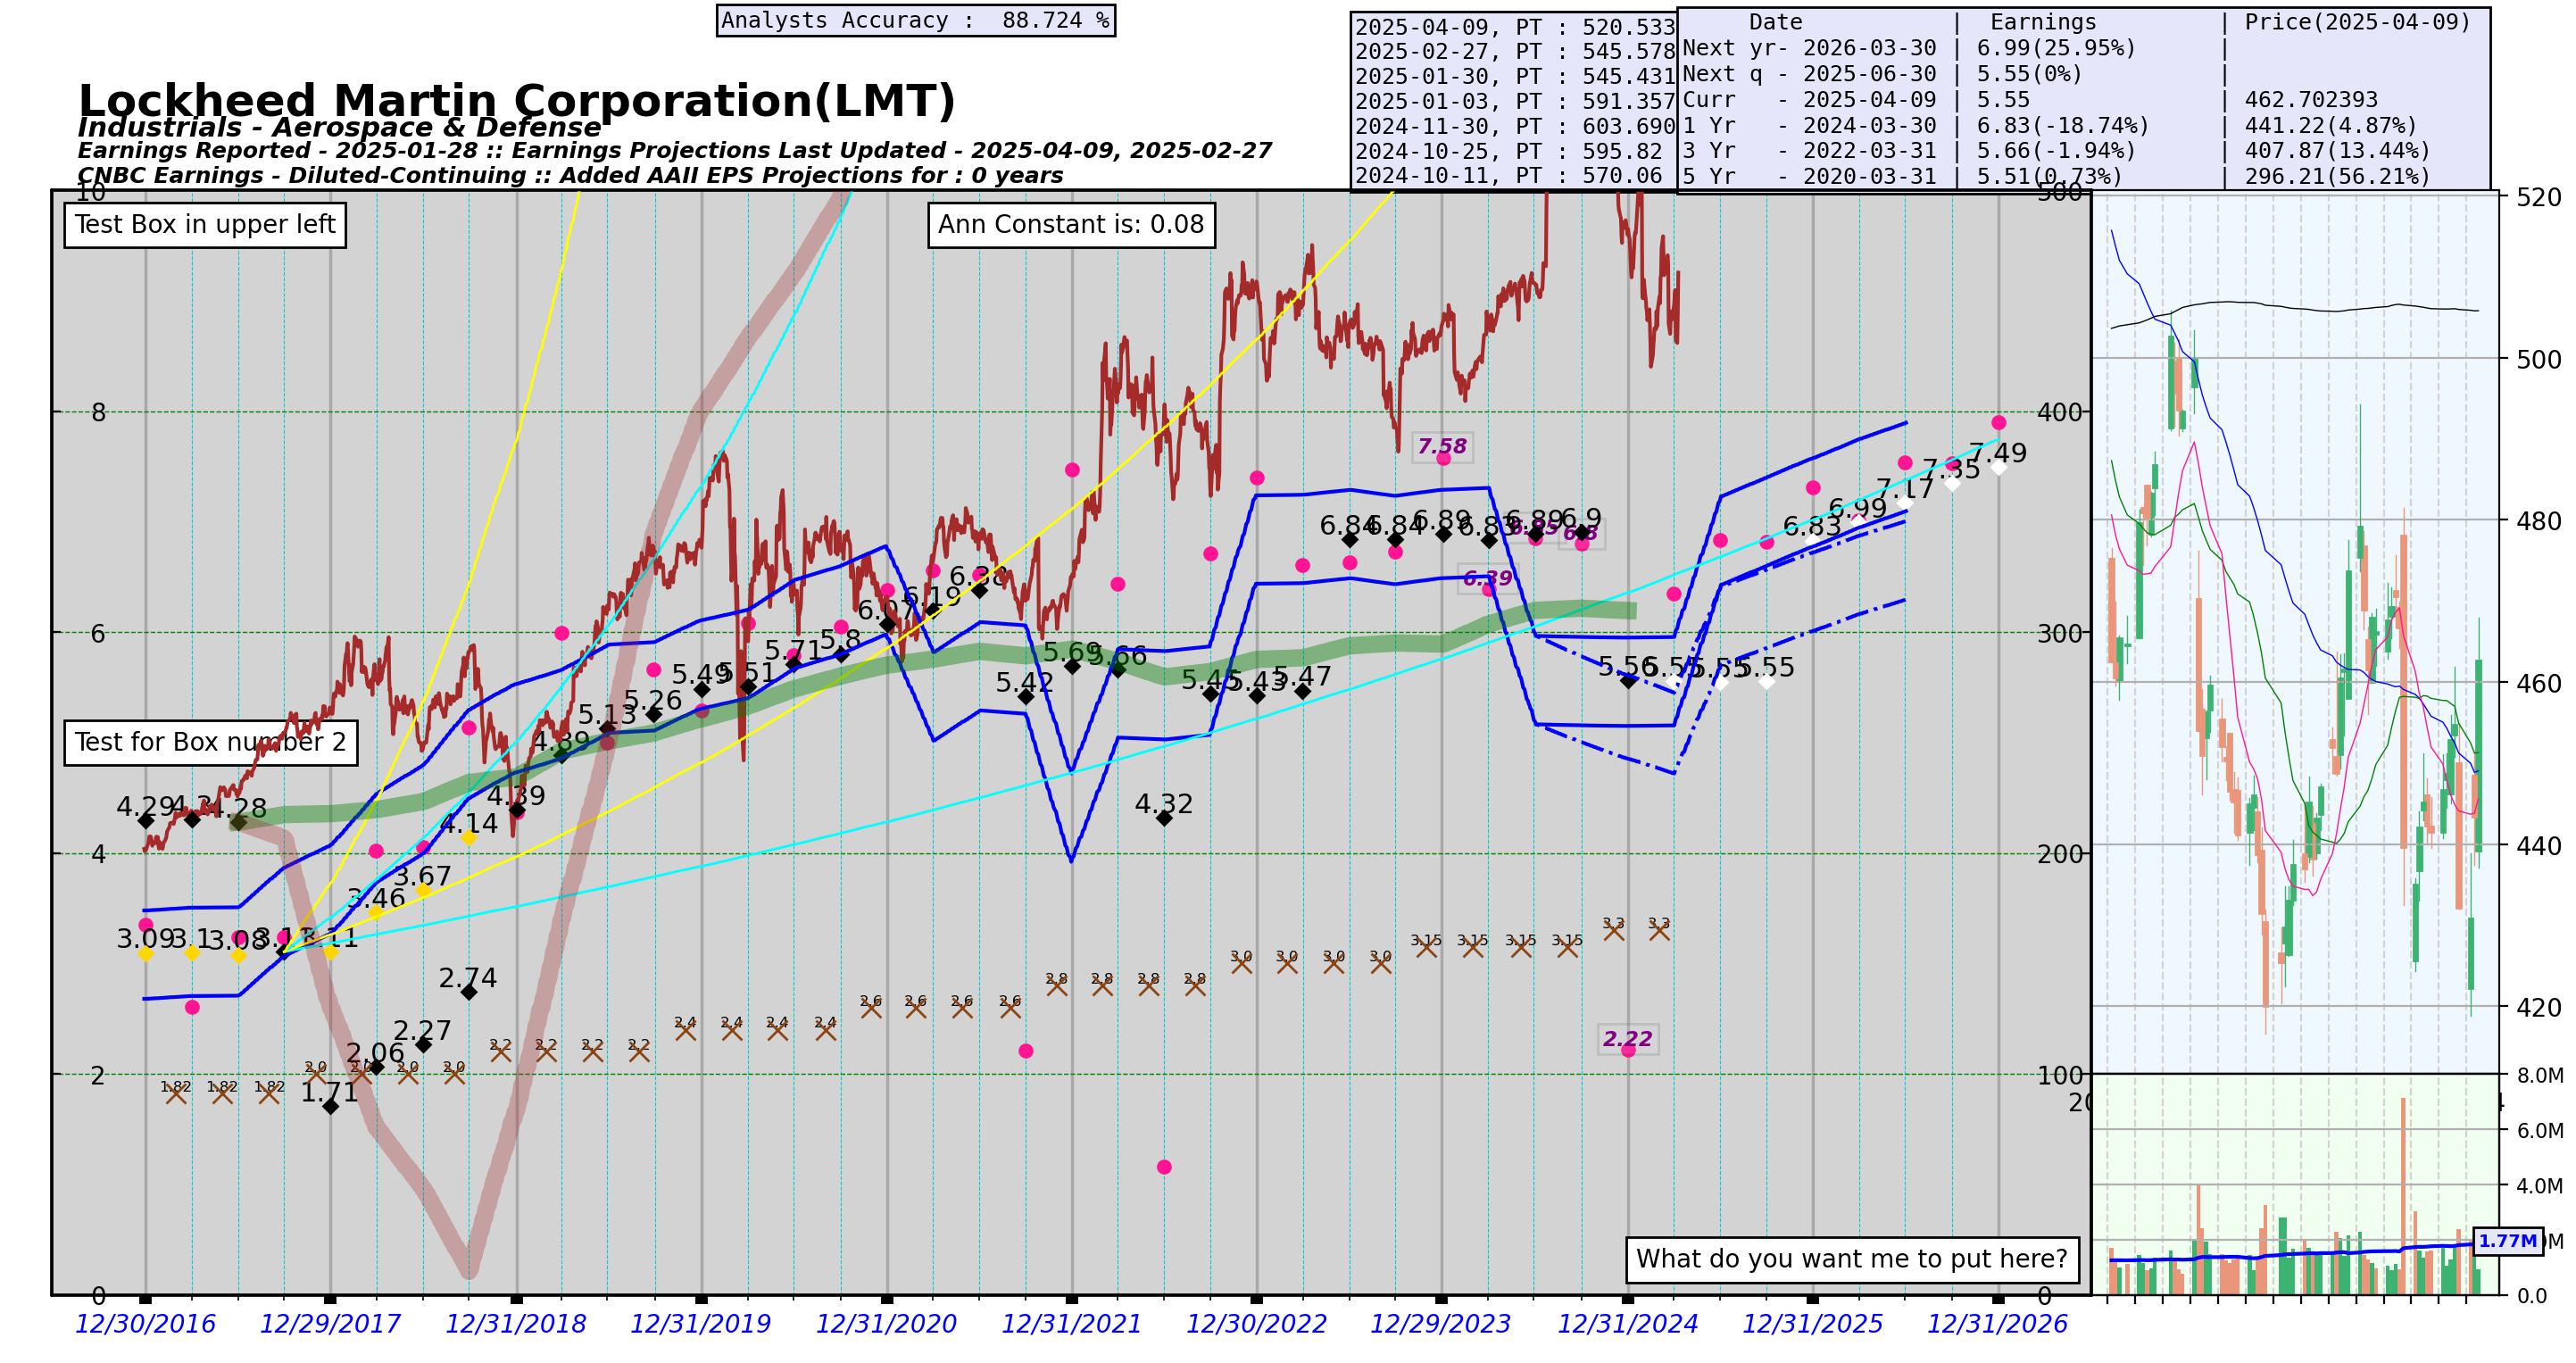 Analysts Accuracy :  88.724 %
2025-04-09, PT : 520.533
2025-02-27, PT : 545.578
2025-01-30, PT : 545.431
2025-01-03, PT : 591.357
2024-11-30, PT : 603.690
2024-10-25, PT : 595.82
2024-10-11, PT : 570.06
Date | Earnings | Price(2025-04-09)
Next yr- 2026-03-30 | 6.99(25.95%) |
Next q - 2025-06-30 | 5.55(0%) |
Curr - 2025-04-09 | 5.55 | 462.702393
1 Yr - 2024-03-30 | 6.83(-18.74%) | 441.22(4.87%)
3 Yr - 2022-03-31 | 5.66(-1.94%) | 407.87(13.44%)
5 Yr - 2020-03-31 | 5.51(0.73%) | 296.21(56.21%)
Lockheed Martin Corporation(LMT)
Industrials - Aerospace & Defense
Earnings Reported - 2025-01-28 :: Earnings Projections Last Updated - 2025-04-09, 2025-02-27
CNBC Earnings - Diluted-Continuing :: Added AAII EPS Projections for : 0 years
Test Box in upper left
Ann Constant is: 0.08
Test for Box number 2
What do you want me to put here?
10
8
6
4
2
0
500
400
300
200
100
0
520
500
480
460
440
420
8.0M
6.0M
4.0M
0.0
1.77M
4.29 4.28
3.09 3.1 3.08 3.11
3.46 3.67 4.14
1.71 2.06 2.27 2.74
4.39 4.89 5.13 5.26 5.49 5.51 5.71 5.8 6.07 6.19 6.38
5.42 5.69 5.66 4.32 5.45 5.43 5.47
6.84 6.84 6.89 6.83 6.89 6.9
7.58 6.39 6.8 2.22
5.56 5.55 5.55 5.55
6.83 6.99 7.17 7.35 7.49
1.82 1.82 1.82 2.0 2.0 2.0 2.0
2.2 2.2 2.2 2.2 2.4 2.4 2.4 2.4
2.6 2.6 2.6 2.6 2.8 2.8 2.8 2.8
3.0 3.0 3.0 3.0 3.15 3.15 3.15 3.15 3.3 3.3
12/30/2016 12/29/2017 12/31/2018 12/31/2019 12/31/2020 12/31/2021 12/30/2022 12/29/2023 12/31/2024 12/31/2025 12/31/2026